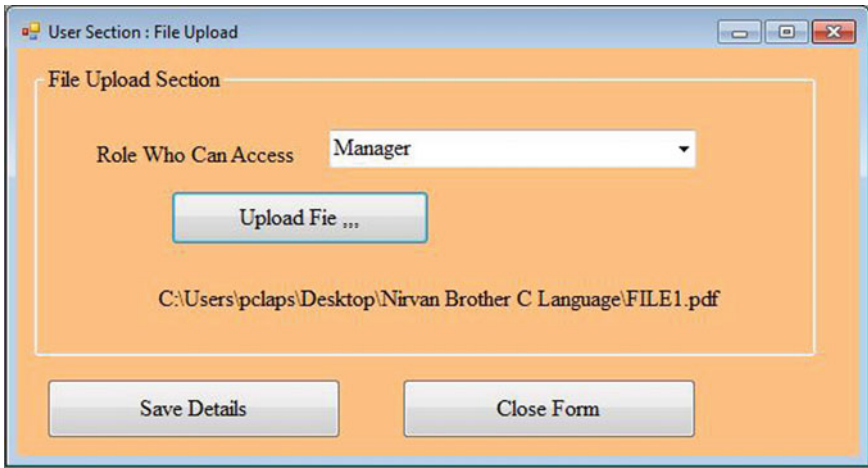 User Section : File Upload
File Upload Section
Role Who Can Access Manager
Upload Fie ,,,
C:\Users\pclaps\Desktop\Nirvan Brother C Language\FILE1.pdf
Save Details Close Form